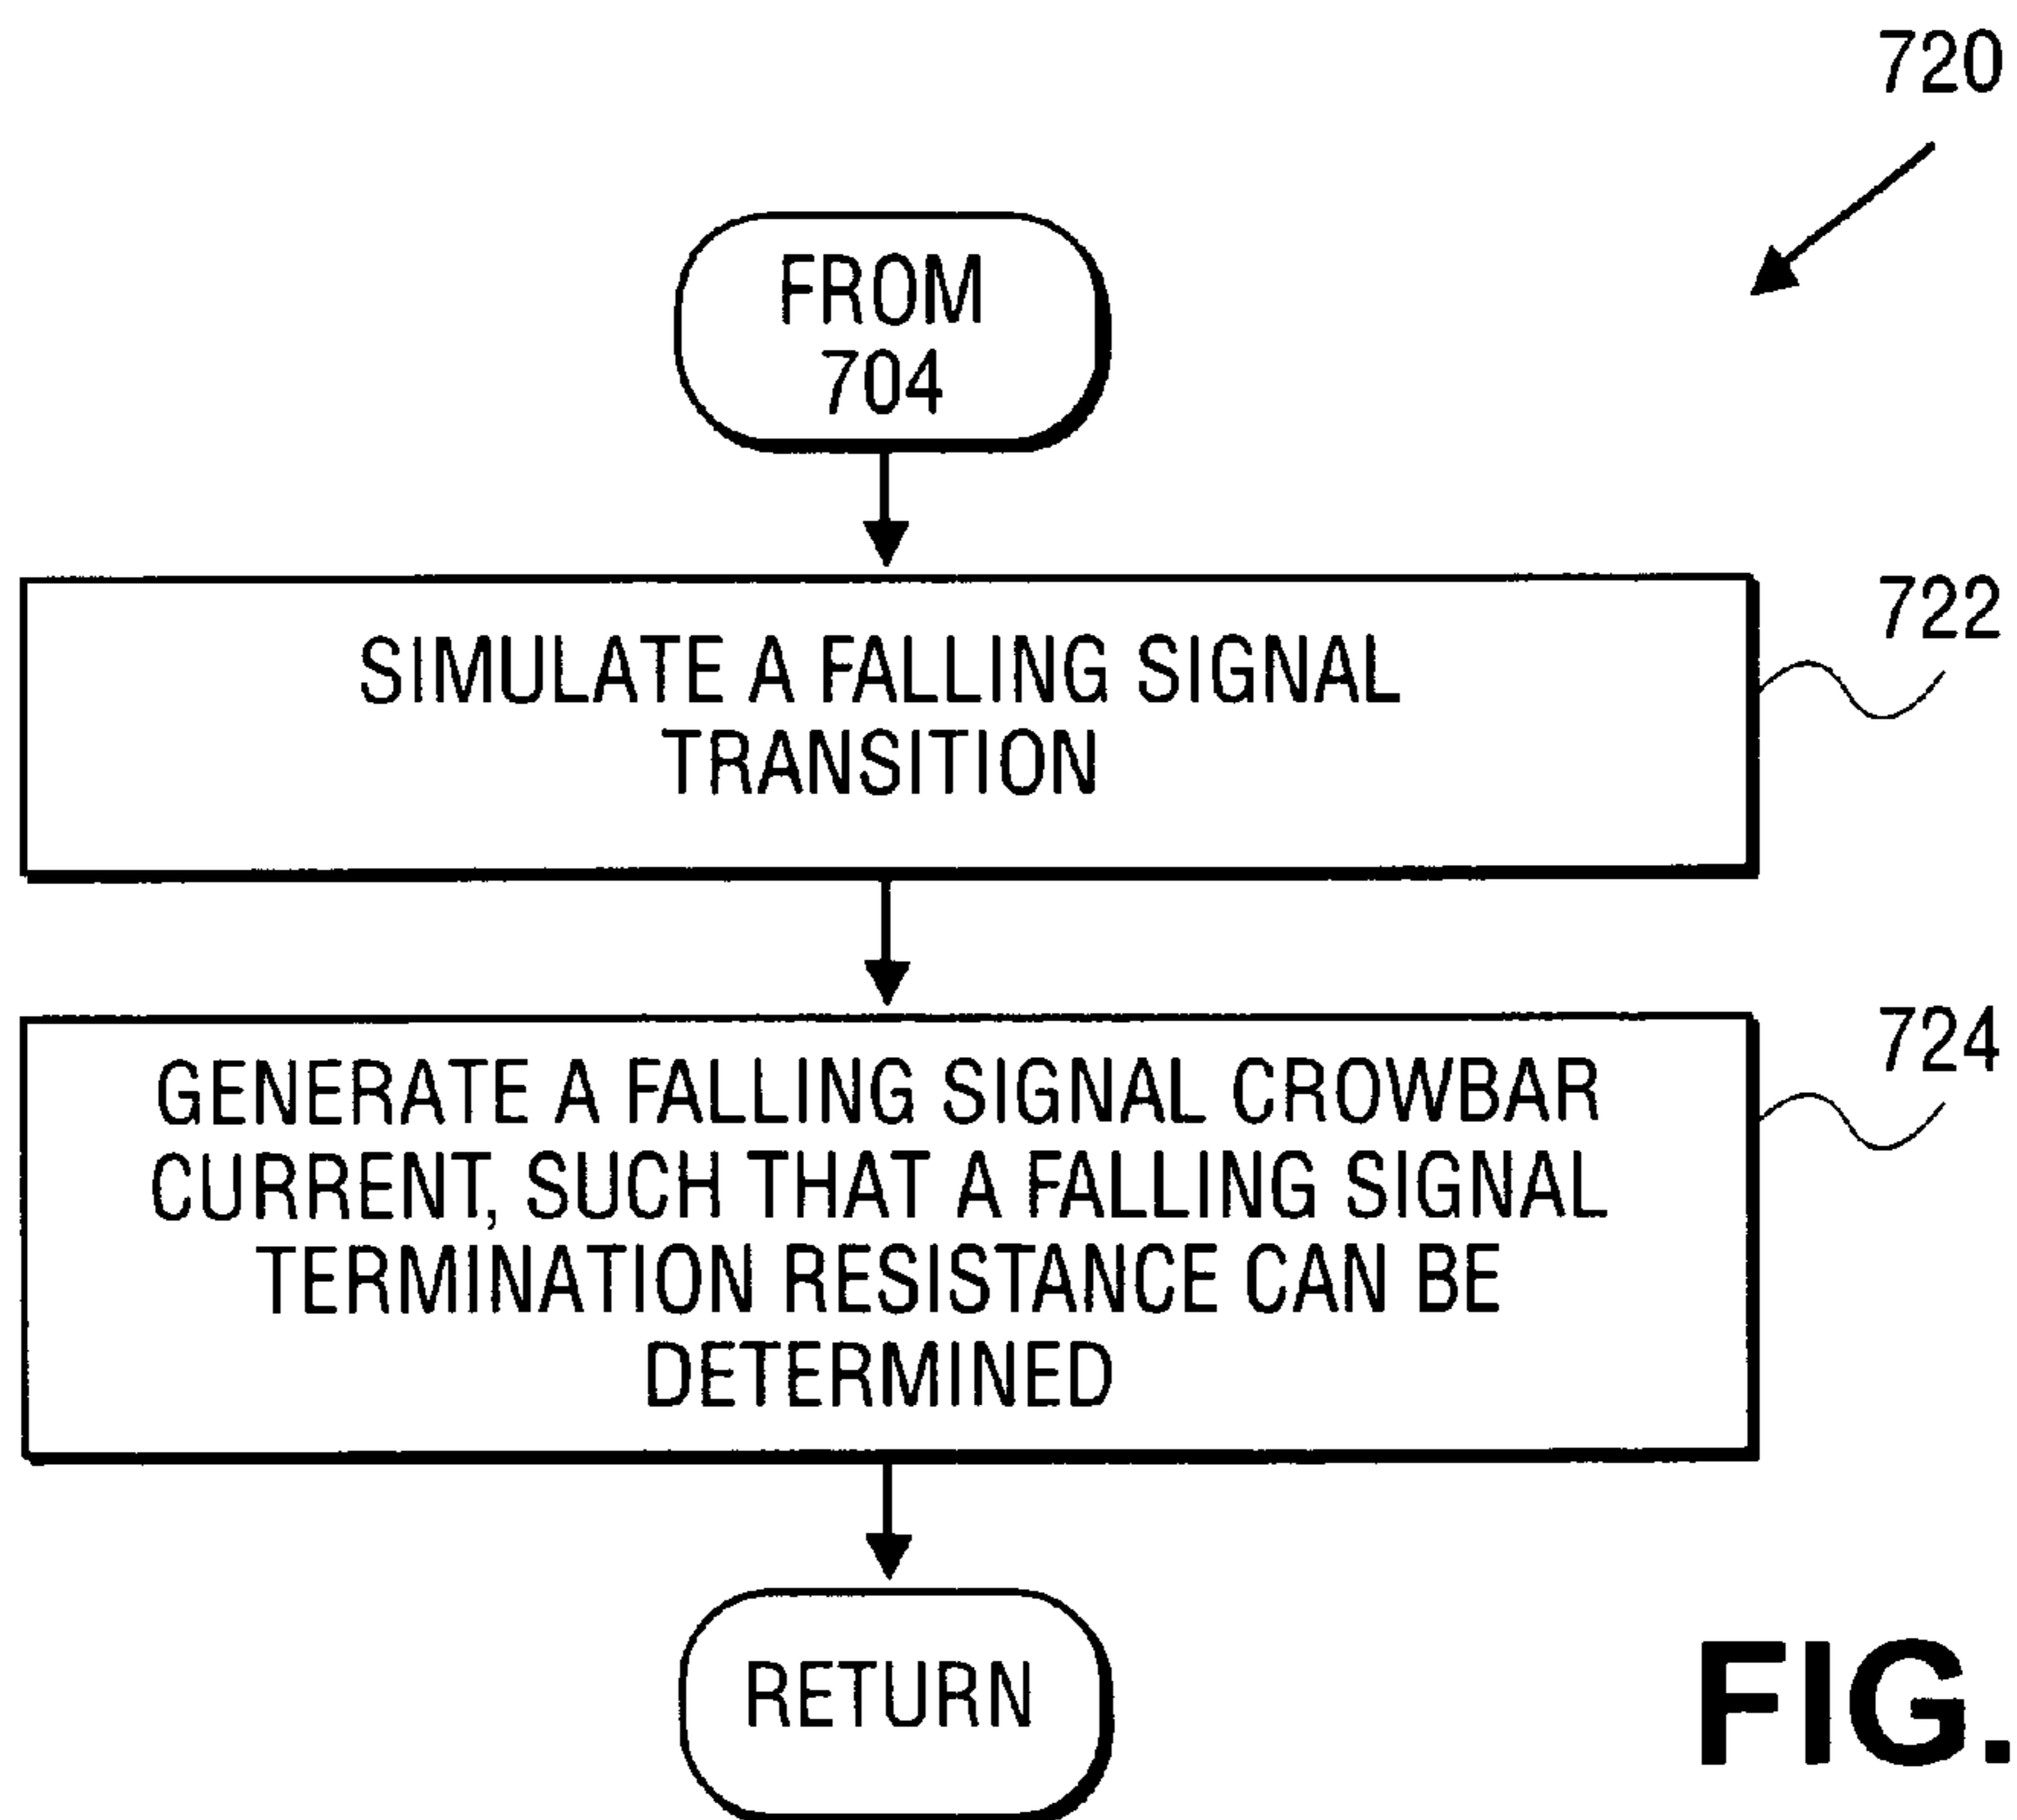 720
FROM
704
SIMULATE A FALLING SIGNAL
TRANSITION
722
GENERATE A FALLING SIGNAL CROWBAR
CURRENT, SUCH THAT A FALLING SIGNAL
TERMINATION RESISTANCE CAN BE
DETERMINED
724
RETURN
FIG.